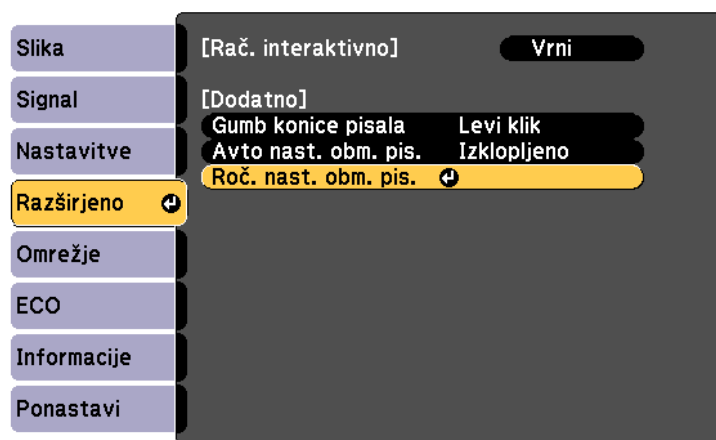 Slika
Signal
Nastavitve
Razširjeno
Omrežje
ECO
Informacije
Ponastavi
[Rač. interaktivno] Vrni
[Dodatno]
Gumb konice pisala Levi klik
Avto nast. obm. pis. Izklopljeno
Roč. nast. obm. pis.